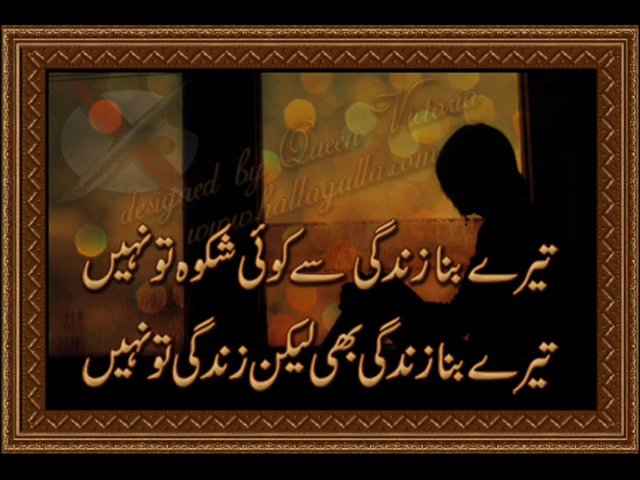 designed by Queen Victoria
www.hallagulla.com
تیرے بنا زندگی سے کوئی شکوہ تو نہیں
تیرے بنا زندگی بھی لیکن زندگی تو نہیں